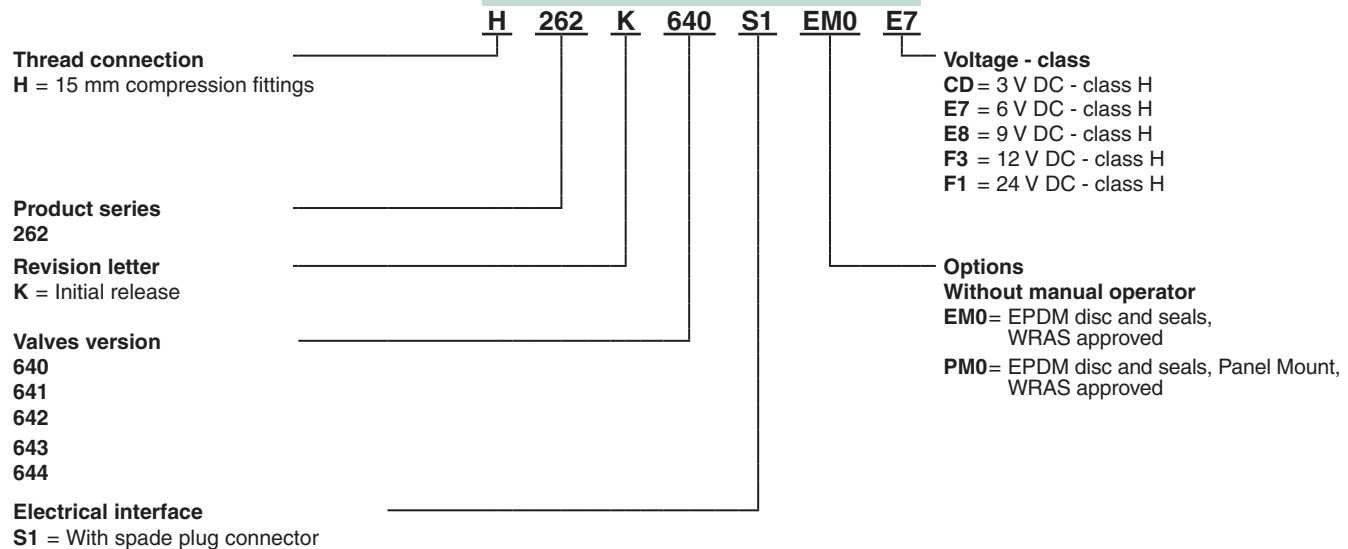 H 262 K 640 S1 EM0 E7
Thread connection
H = 15 mm compression fittings
Product series
262
Revision letter
K = Initial release
Valves version
640
641
642
643
644
Electrical interface
S1 = With spade plug connector
Voltage - class
CD = 3 V DC - class H
E7 = 6 V DC - class H
E8 = 9 V DC - class H
F3 = 12 V DC - class H
F1 = 24 V DC - class H
Options
Without manual operator
EM0= EPDM disc and seals,
WRAS approved
PM0= EPDM disc and seals, Panel Mount,
WRAS approved